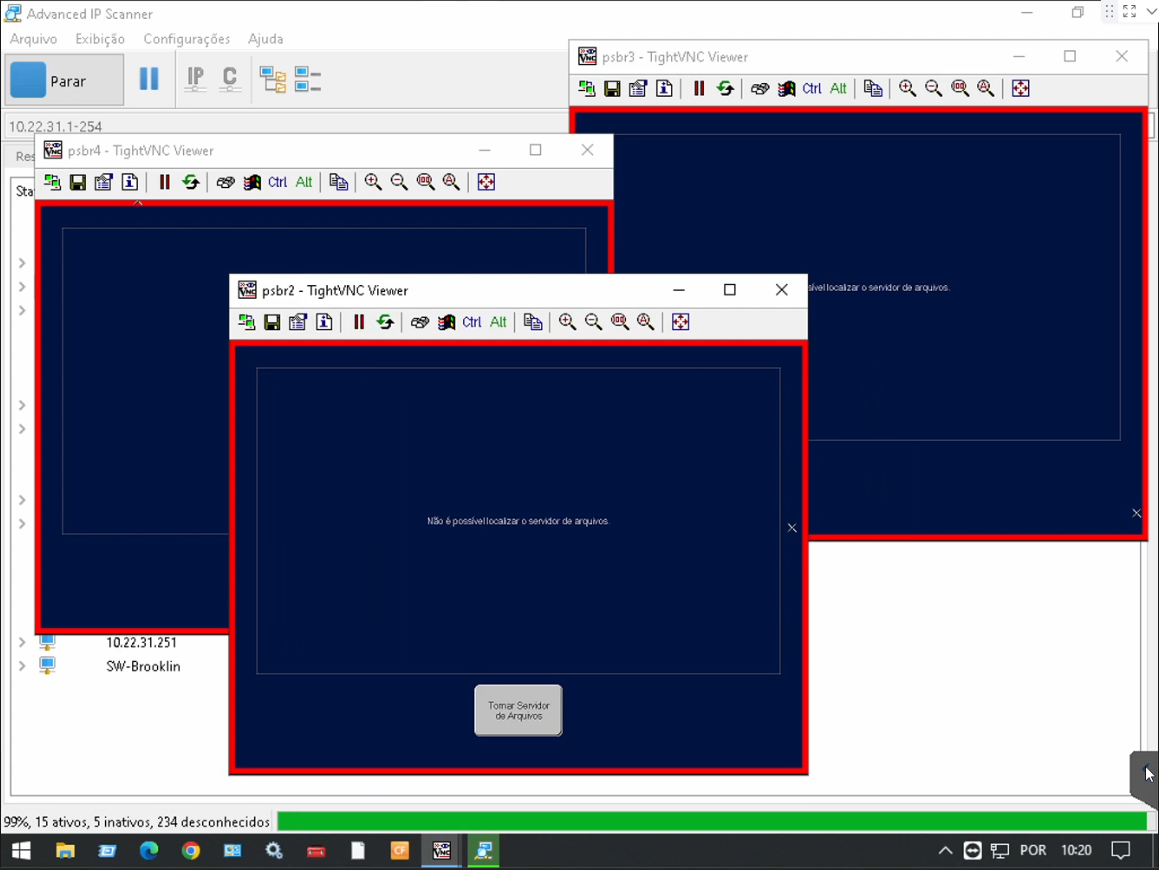 Advanced IP Scanner
Arquivo Exibição Configurações Ajuda
Parar
IP C
10.22.31.1-254
Res
Sta
psbr3 - TightVNC Viewer
Ctrl Alt
sível localizar o servidor de arquivos.
psbr4 - TightVNC Viewer
Ctrl Alt
psbr2 - TightVNC Viewer
Ctrl Alt
Não é possível localizar o servidor de arquivos.
Tornar Servidor
de Arquivos
10.22.31.251
SW-Brooklin
99%, 15 ativos, 5 inativos, 234 desconhecidos
CF
POR 10:20